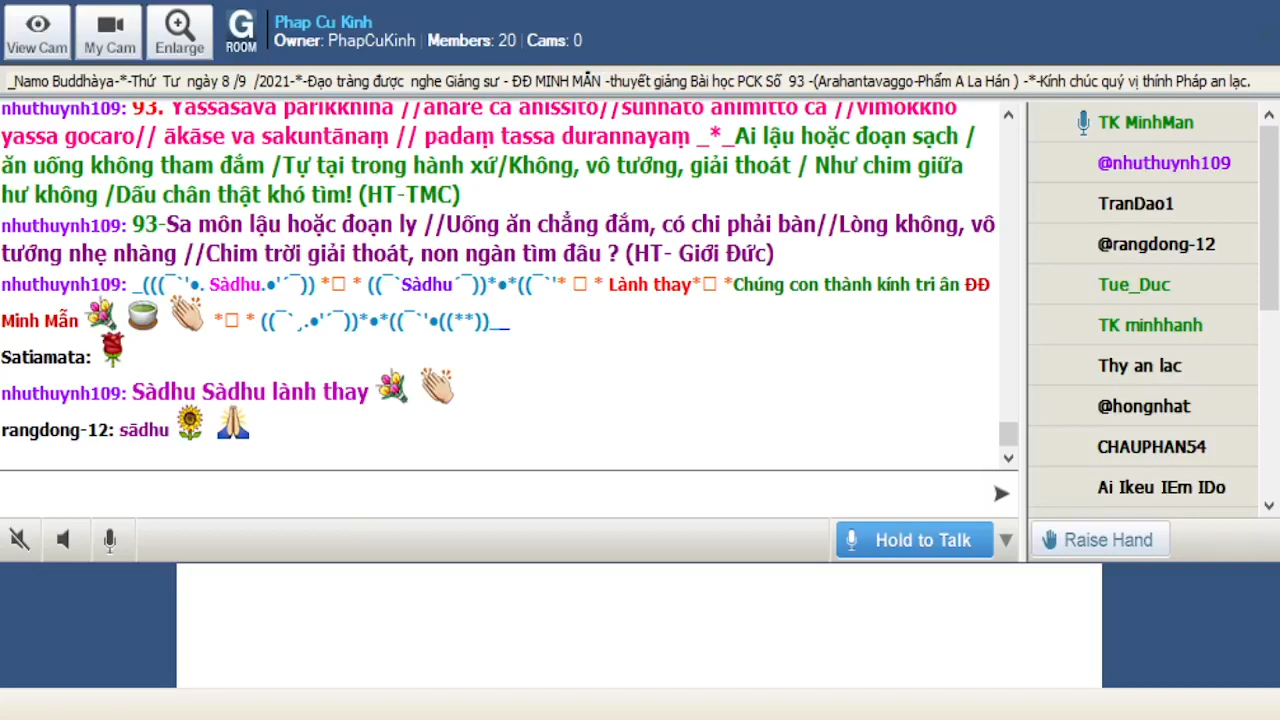 Phap Cu Kinh
View Cam My Cam Enlarge G ROOM Owner: PhapCuKinh | Members: 20 | Cams: 0
_Namo Buddhàya-*-Thứ Tư ngày 8 /9 /2021-*-Đạo tràng được nghe Giảng sư - ĐĐ MINH MẪN -thuyết giảng Bài học PCK Số 93 -(Arahantavaggo-Phẩm A La Hán ) -*-Kính chúc quý vị thính Pháp an lạc.
nhuthuynh109: 93. Yassāsavā parikkhīṇā //āhāre ca anissito//suññato animitto ca //vimokkho
yassa gocaro// ākāse va sakuntānaṃ // padaṃ tassa durannayaṃ _*_Ai lậu hoặc đoạn sạch /
ăn uống không tham đắm /Tự tại trong hành xứ/Không, vô tướng, giải thoát / Như chim giữa
hư không /Dấu chân thật khó tìm! (HT-TMC)
nhuthuynh109: 93-Sa môn lậu hoặc đoạn ly //Uống ăn chẳng đắm, có chi phải bàn//Lòng không, vô
tướng nhẹ nhàng //Chim trời giải thoát, non ngàn tìm đâu ? (HT- Giới Đức)
nhuthuynh109: _(((¯`'•. Sàdhu.•'´¯)) *□ * ((¯`Sàdhu´¯))*•*((¯`'* □ * Lành thay*□ *Chúng con thành kính tri ân ĐĐ
Minh Mẫn *□ * ((¯`¸.•'´¯))*•*((¯`'•((**))__
Satiamata:
nhuthuynh109: Sàdhu Sàdhu lành thay
rangdong-12: sādhu
TK MinhMan
@nhuthuynh109
TranDao1
@rangdong-12
Tue_Duc
TK minhhanh
Thy an lac
@hongnhat
CHAUPHAN54
Ai Ikeu IEm IDo
Hold to Talk
Raise Hand